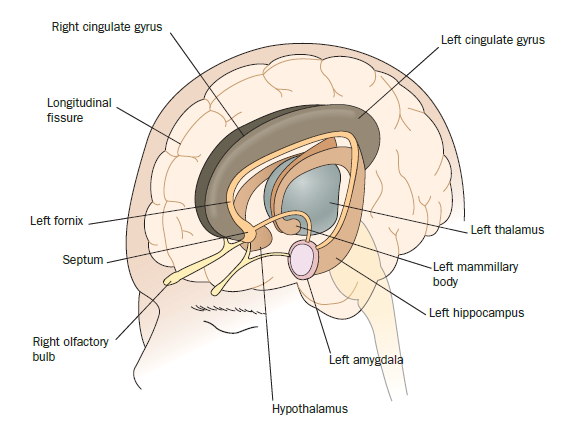 Right cingulate gyrus
Left cingulate gyrus
Longitudinal
fissure
Left fornix
Left thalamus
Septum
Left mammillary
body
Left hippocampus
Right olfactory
bulb
Left amygdala
Hypothalamus